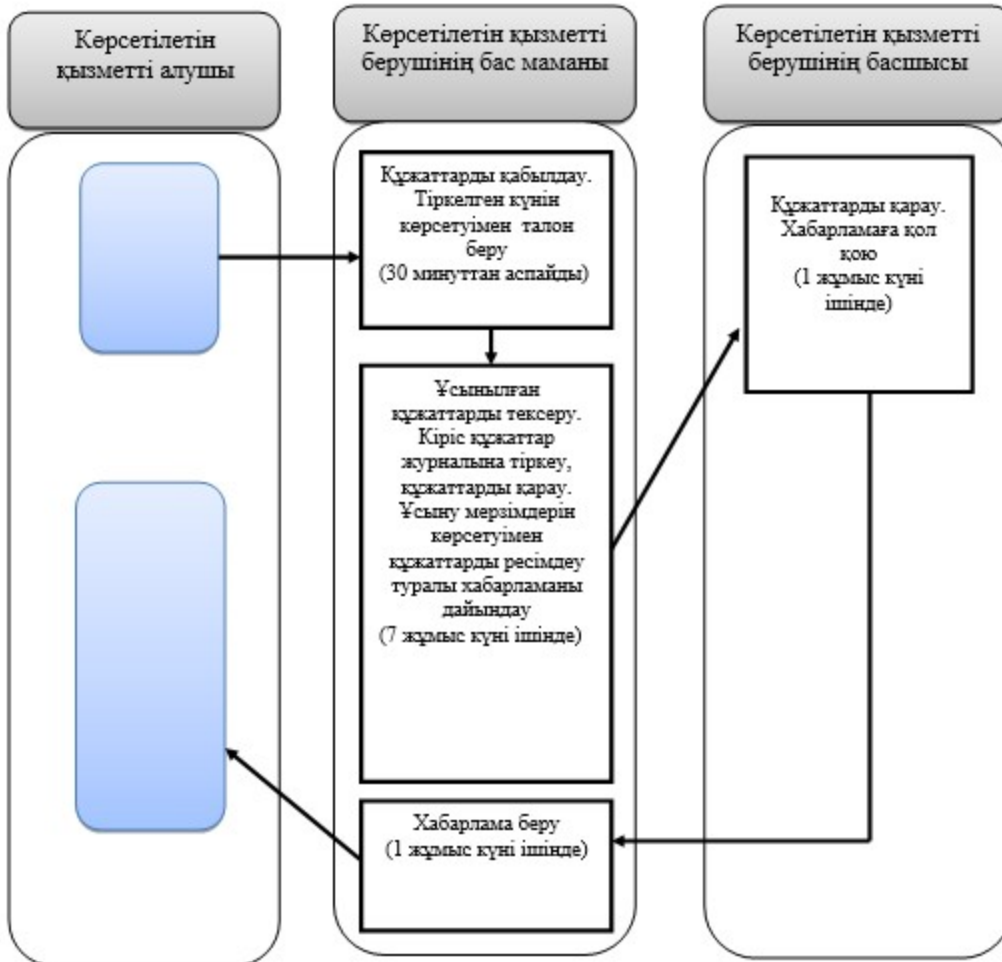 Көрсетілетін
қызметті алушы
Көрсетілетін қызметті
берушінің бас маманы
Көрсетілетін қызметті
берушінің басшысы
Құжаттарды қабылдау.
Тіркелген күнін
көрсетуімен талон
беру
(30 минуттан аспайды)
Ұсынылған
құжаттарды тексеру.
Кіріс құжаттар
журналына тіркеу,
құжаттарды қарау.
Ұсыну мерзімдерін
көрсетуімен
құжаттарды ресімдеу
туралы хабарламаны
дайындау
(7 жұмыс күні ішінде)
Құжаттарды қарау.
Хабарламаға қол
қою
(1 жұмыс күні
ішінде)
Хабарлама беру
(1 жұмыс күні ішінде)